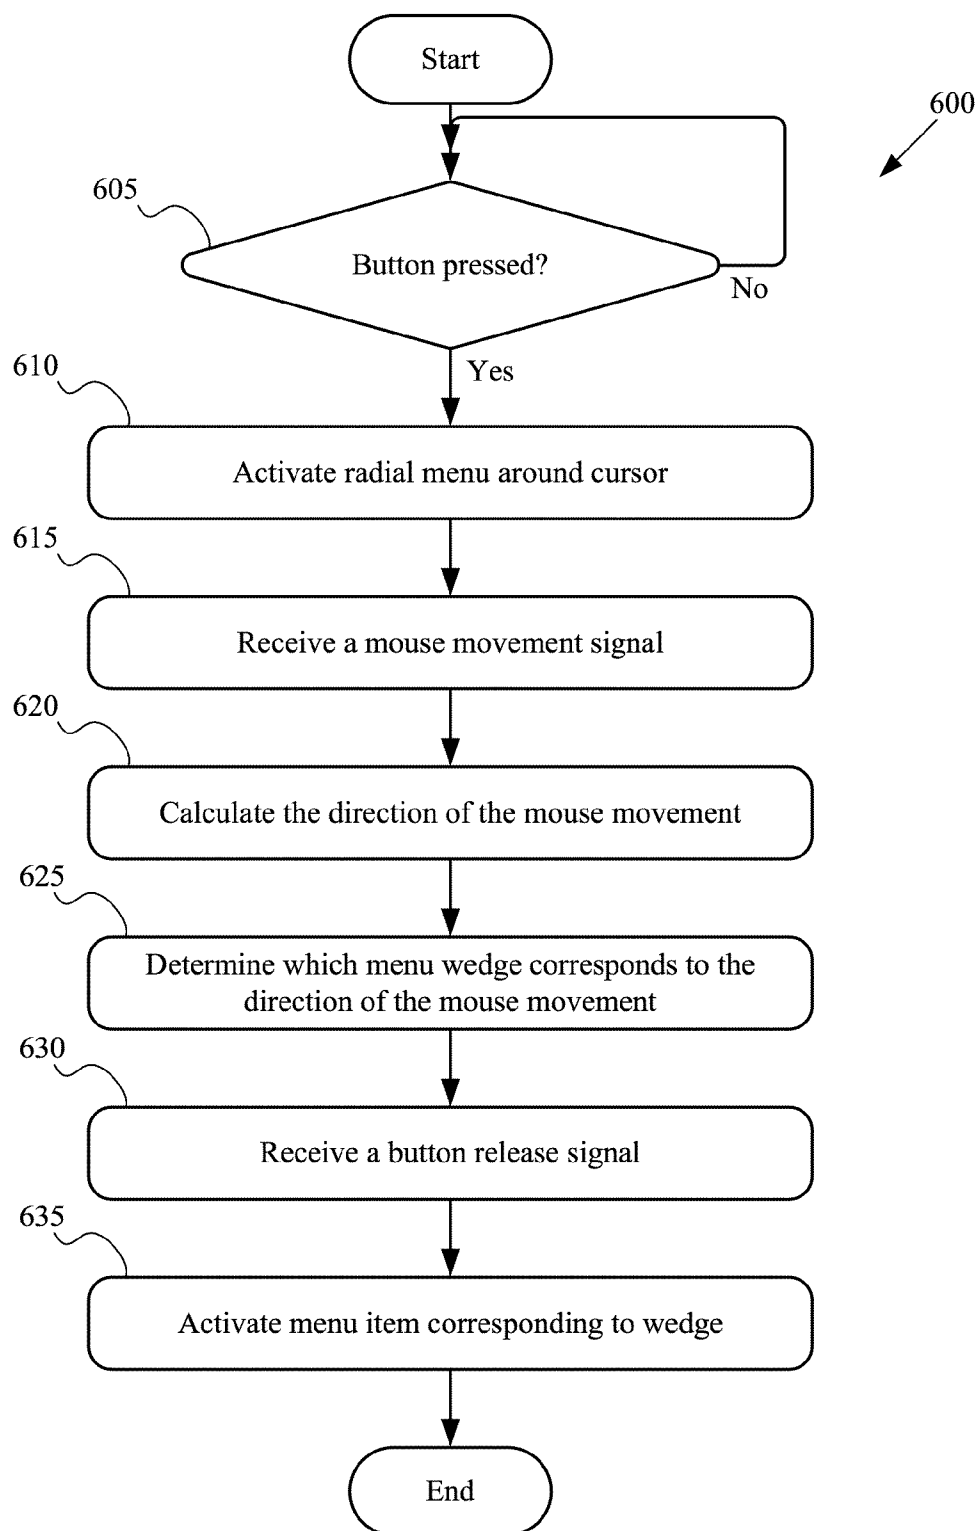 Start
600
605
Button pressed?
No
Yes
610
Activate radial menu around cursor
615
Receive a mouse movement signal
620
Calculate the direction of the mouse movement
625
Determine which menu wedge corresponds to the
direction of the mouse movement
630
Receive a button release signal
635
Activate menu item corresponding to wedge
End